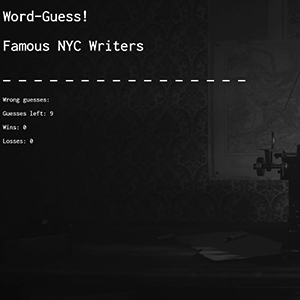 Word-Guess!
Famous NYC Writers
_ _ _ _ _ _ _ _ _ _ _ _ _ _ _ _
Wrong guesses:
Guesses left: 9
Wins: 0
Losses: 0